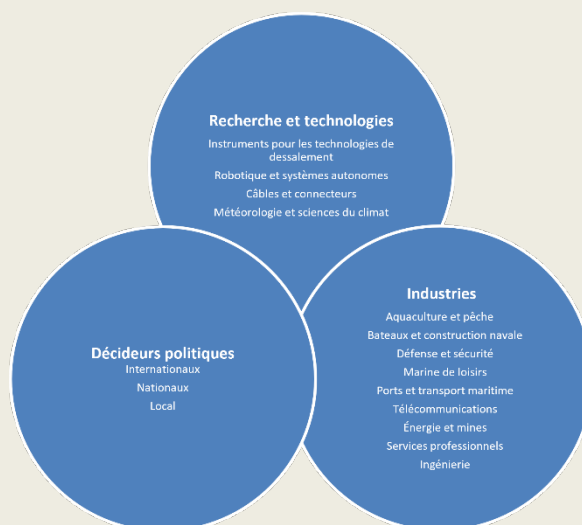 Recherche et technologies
Instruments pour les technologies de
dessalement
Robotique et systèmes autonomes
Câbles et connecteurs
Météorologie et sciences du climat
Décideurs politiques
Internationaux
Nationaux
Local
Industries
Aquaculture et pêche
Bateaux et construction navale
Défense et sécurité
Marine de loisirs
Ports et transport maritime
Télécommunications
Énergie et mines
Services professionnels
Ingénierie